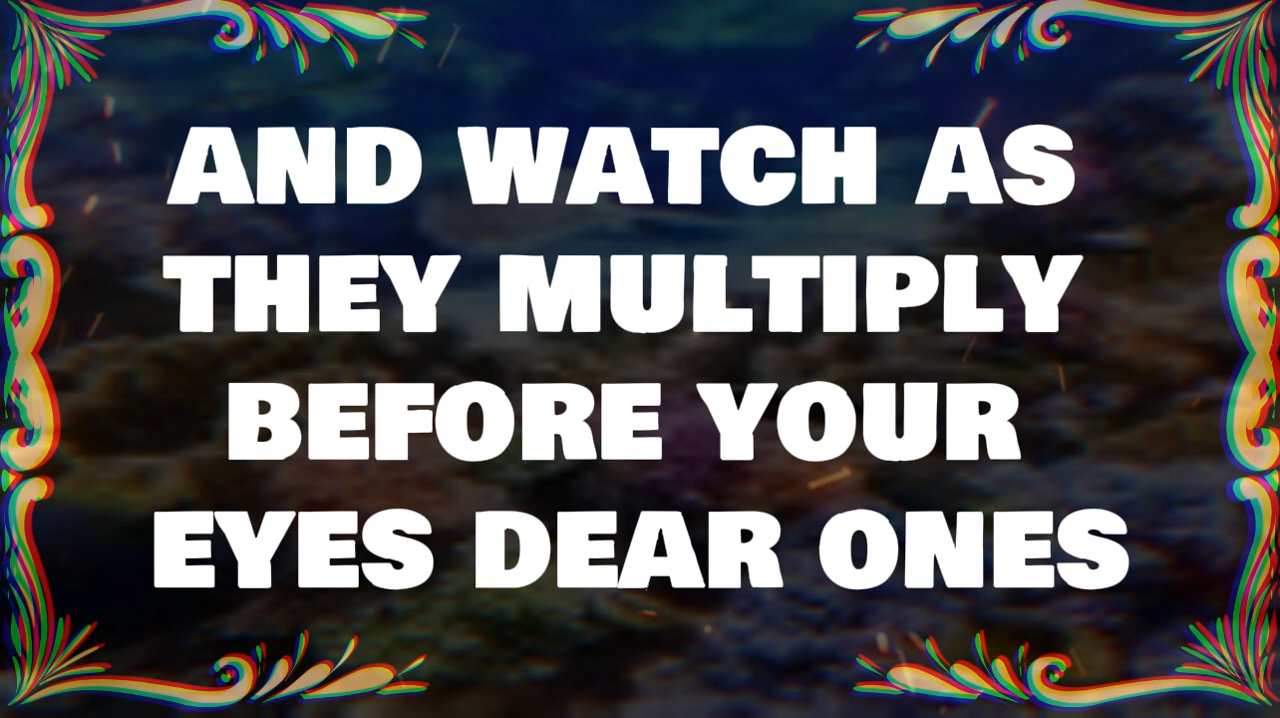 AND WATCH AS
THEY MULTIPLY
BEFORE YOUR
EYES DEAR ONES